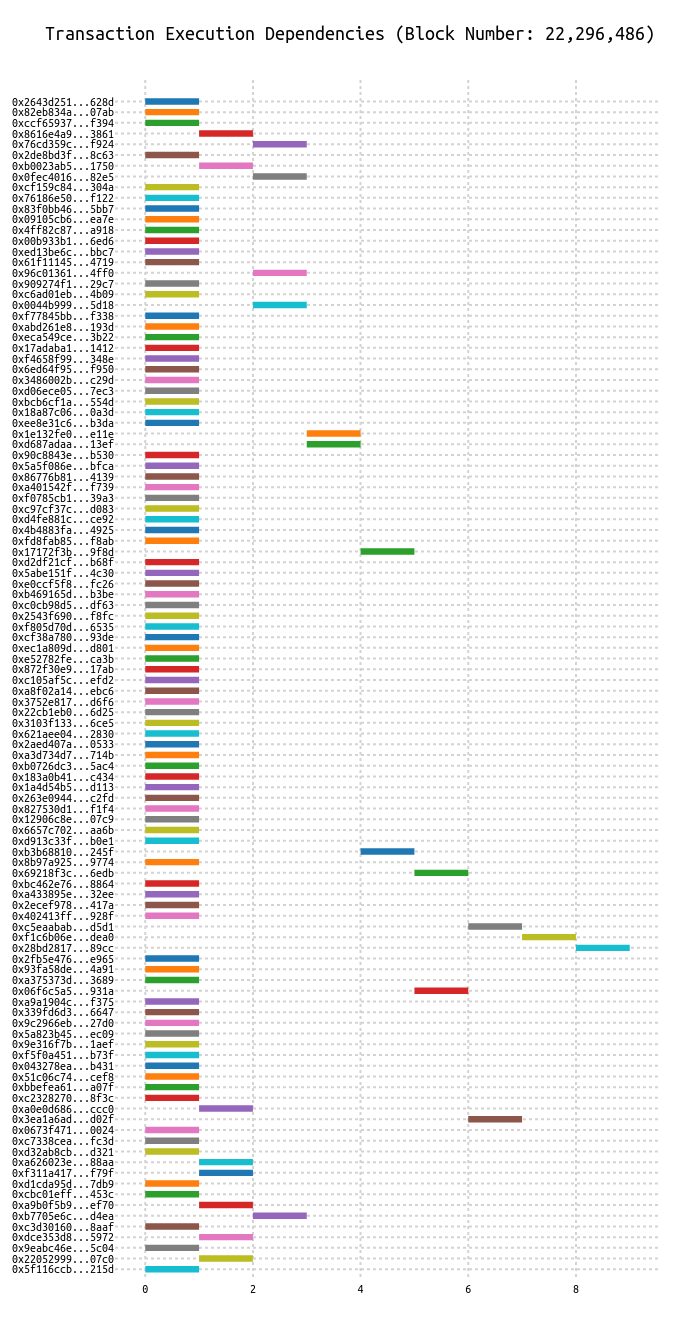 Transaction Execution Dependencies (Block Number: 22,296,486)
0x2643d251...628d
0x82eb834a...07ab
0xccf65937...f394
0x8616e4a9...3861
0x76cd359c...f924
0x2de8bd3f...8c63
0xb0023ab5...1750
0x0fec4016...82e5
0xcf159c84...304a
0x76186e50...f122
0x83f0bb46...5bb7
0x09105cb6...ea7e
0x4ff82c87...a918
0x00b933b1...6ed6
0xed13be6c...bbc7
0x61f11145...4719
0x96c01361...4ff0
0x909274f1...29c7
0xc6ad01eb...4b09
0x0044b999...5d18
0xf77845bb...f338
0xabd261e8...193d
0xeca549ce...3b22
0x17adaba1...1412
0xf4658f99...348e
0x6ed64f95...f950
0x3486002b...c29d
0xd06ece05...7ec3
0xbcb6cf1a...554d
0x18a87c06...0a3d
0xee8e31c6...b3da
0x1e132fe0...e11e
0xd687adaa...13ef
0x90c8843e...b530
0x5a5f086e...bfca
0x86776b81...4139
0xa401542f...f739
0xf0785cb1...39a3
0xc97cf37c...d083
0xd4fe881c...ce92
0x4b4883fa...4925
0xfd8fab85...f8ab
0x17172f3b...9f8d
0xd2df21cf...b68f
0x5abe151f...4c30
0xe0ccf5f8...fc26
0xb469165d...b3be
0xc0cb98d5...df63
0x2543f690...f8fc
0xf805d70d...6535
0xcf38a780...93de
0xec1a809d...d801
0xe52782fe...ca3b
0x872f30e9...17ab
0xc105af5c...efd2
0xa8f02a14...ebc6
0x3752e817...d6f6
0x22cb1eb0...6d25
0x3103f133...6ce5
0x621aee04...2830
0x2aed407a...0533
0xa3d734d7...714b
0xb0726dc3...5ac4
0x183a0b41...c434
0x1a4d54b5...d113
0x263e0944...c2fd
0x827530d1...f1f4
0x12906c8e...07c9
0x6657c702...aa6b
0xd913c33f...b0e1
0xb3b68810...245f
0x8b97a925...9774
0x69218f3c...6edb
0xbc462e76...8864
0xa433895e...32ee
0x2ecef978...417a
0x402413ff...928f
0xc5eaabab...d5d1
0xf1c6b06e...dea0
0x28bd2817...89cc
0x2fb5e476...e965
0x93fa58de...4a91
0xa375373d...3689
0x06f6c5a5...931a
0xa9a1904c...f375
0x339fd6d3...6647
0x9c2966eb...27d0
0x5a823b45...ec09
0x9e316f7b...1aef
0xf5f0a451...b73f
0x043278ea...b431
0x51c06c74...cef8
0xbbefea61...a07f
0xc2328270...8f3c
0xa0e0d686...ccc0
0x3ea1a6ad...d02f
0x0673f471...0024
0xc7338cea...fc3d
0xd32ab8cb...d321
0xa626023e...88aa
0xf311a417...f79f
0xd1cda95d...7db9
0xcbc01eff...453c
0xa9b0f5b9...ef70
0xb7705e6c...d4ea
0xc3d30160...8aaf
0xdce353d8...5972
0x9eabc46e...5c04
0x22052999...07c0
0x5f116ccb...215d
0 2 4 6 8